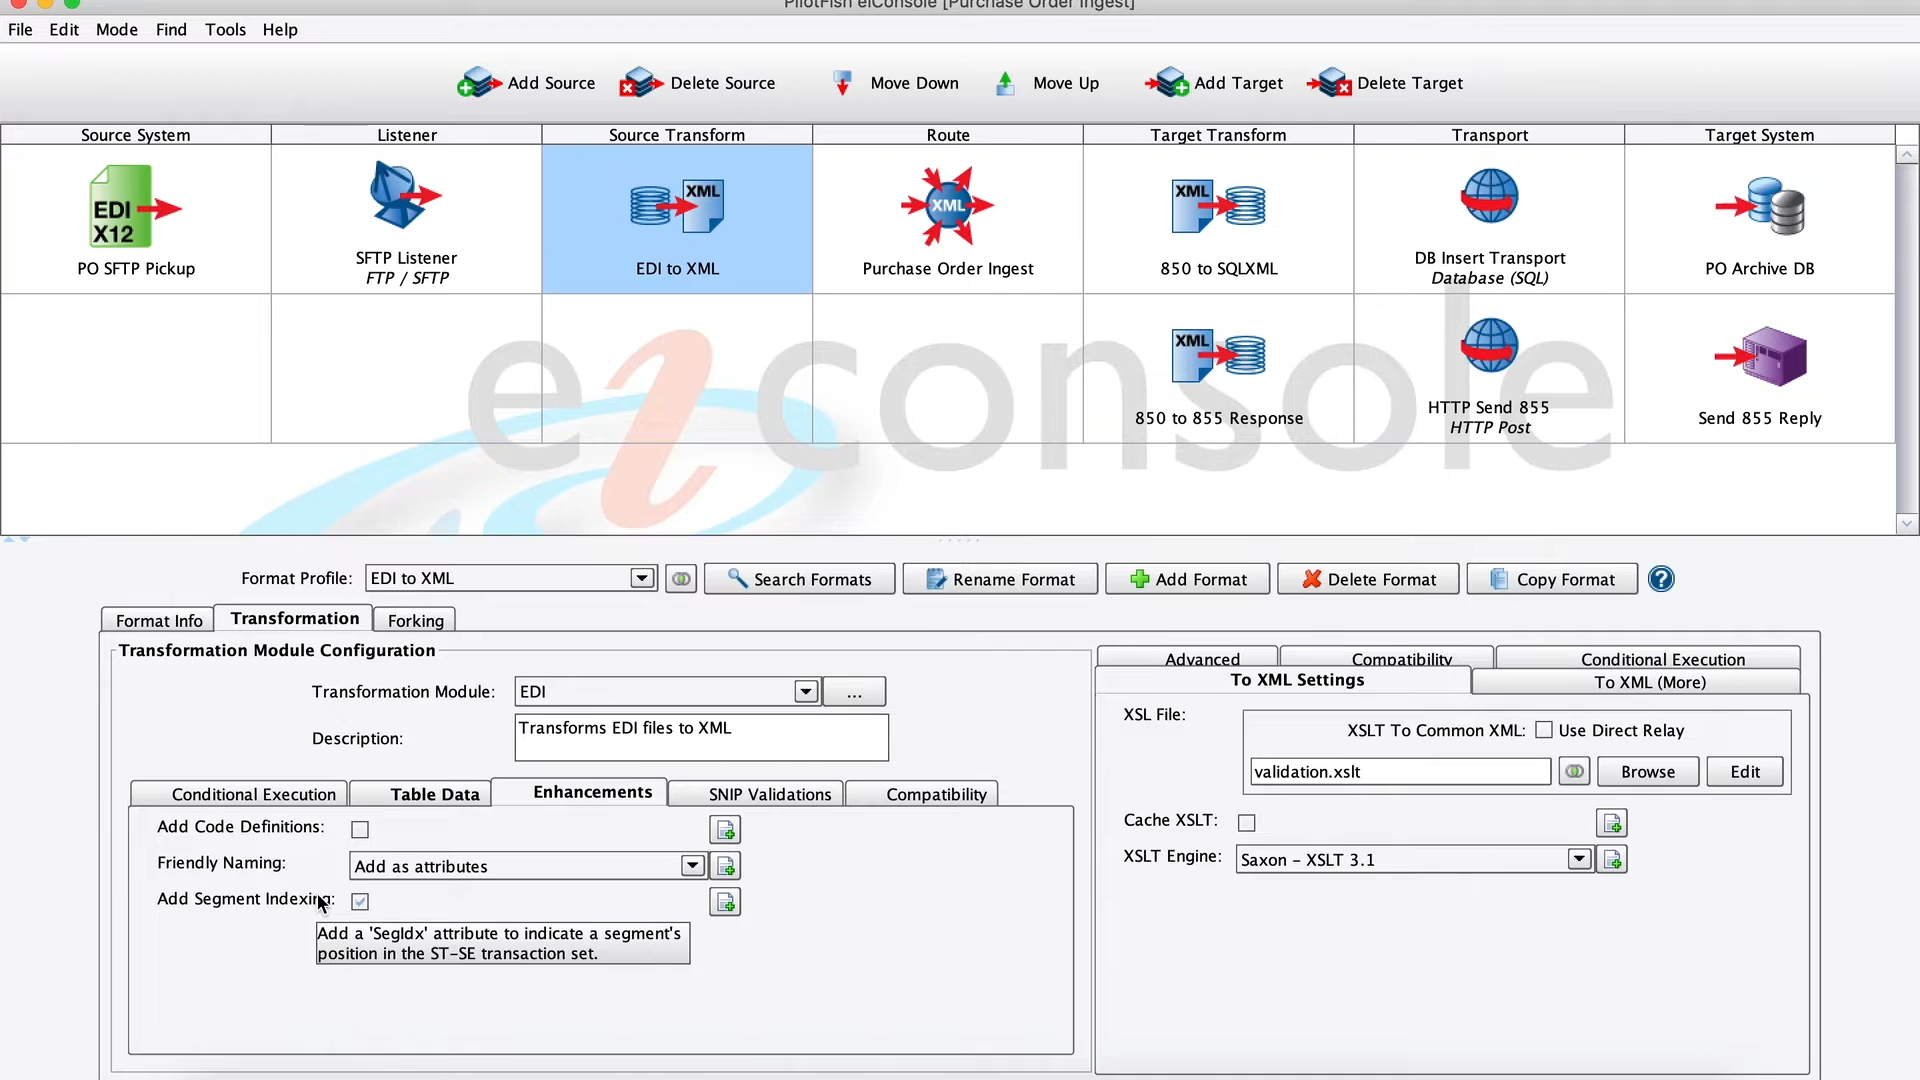 PilotFish eiConsole [Purchase Order Ingest]
File Edit Mode Find Tools Help
Add Source Delete Source Move Down Move Up Add Target Delete Target
Source System Listener Source Transform Route Target Transform Transport Target System
EDI
X12
PO SFTP Pickup
SFTP Listener
FTP / SFTP
XML
EDI to XML
XML
Purchase Order Ingest
XML
850 to SQLXML
DB Insert Transport
Database (SQL)
PO Archive DB
XML
850 to 855 Response
HTTP Send 855
HTTP Post
Send 855 Reply
eiconsole
Format Profile: EDI to XML Search Formats Rename Format Add Format Delete Format Copy Format ?
Format Info Transformation Forking
Transformation Module Configuration
Transformation Module: EDI ...
Description: Transforms EDI files to XML
Conditional Execution Table Data Enhancements SNIP Validations Compatibility
Add Code Definitions:
Friendly Naming: Add as attributes
Add Segment Indexing:
Add a 'SegIdx' attribute to indicate a segment's
position in the ST-SE transaction set.
Advanced Compatibility Conditional Execution
To XML Settings To XML (More)
XSL File:
XSLT To Common XML: Use Direct Relay
validation.xslt Browse Edit
Cache XSLT:
XSLT Engine: Saxon - XSLT 3.1